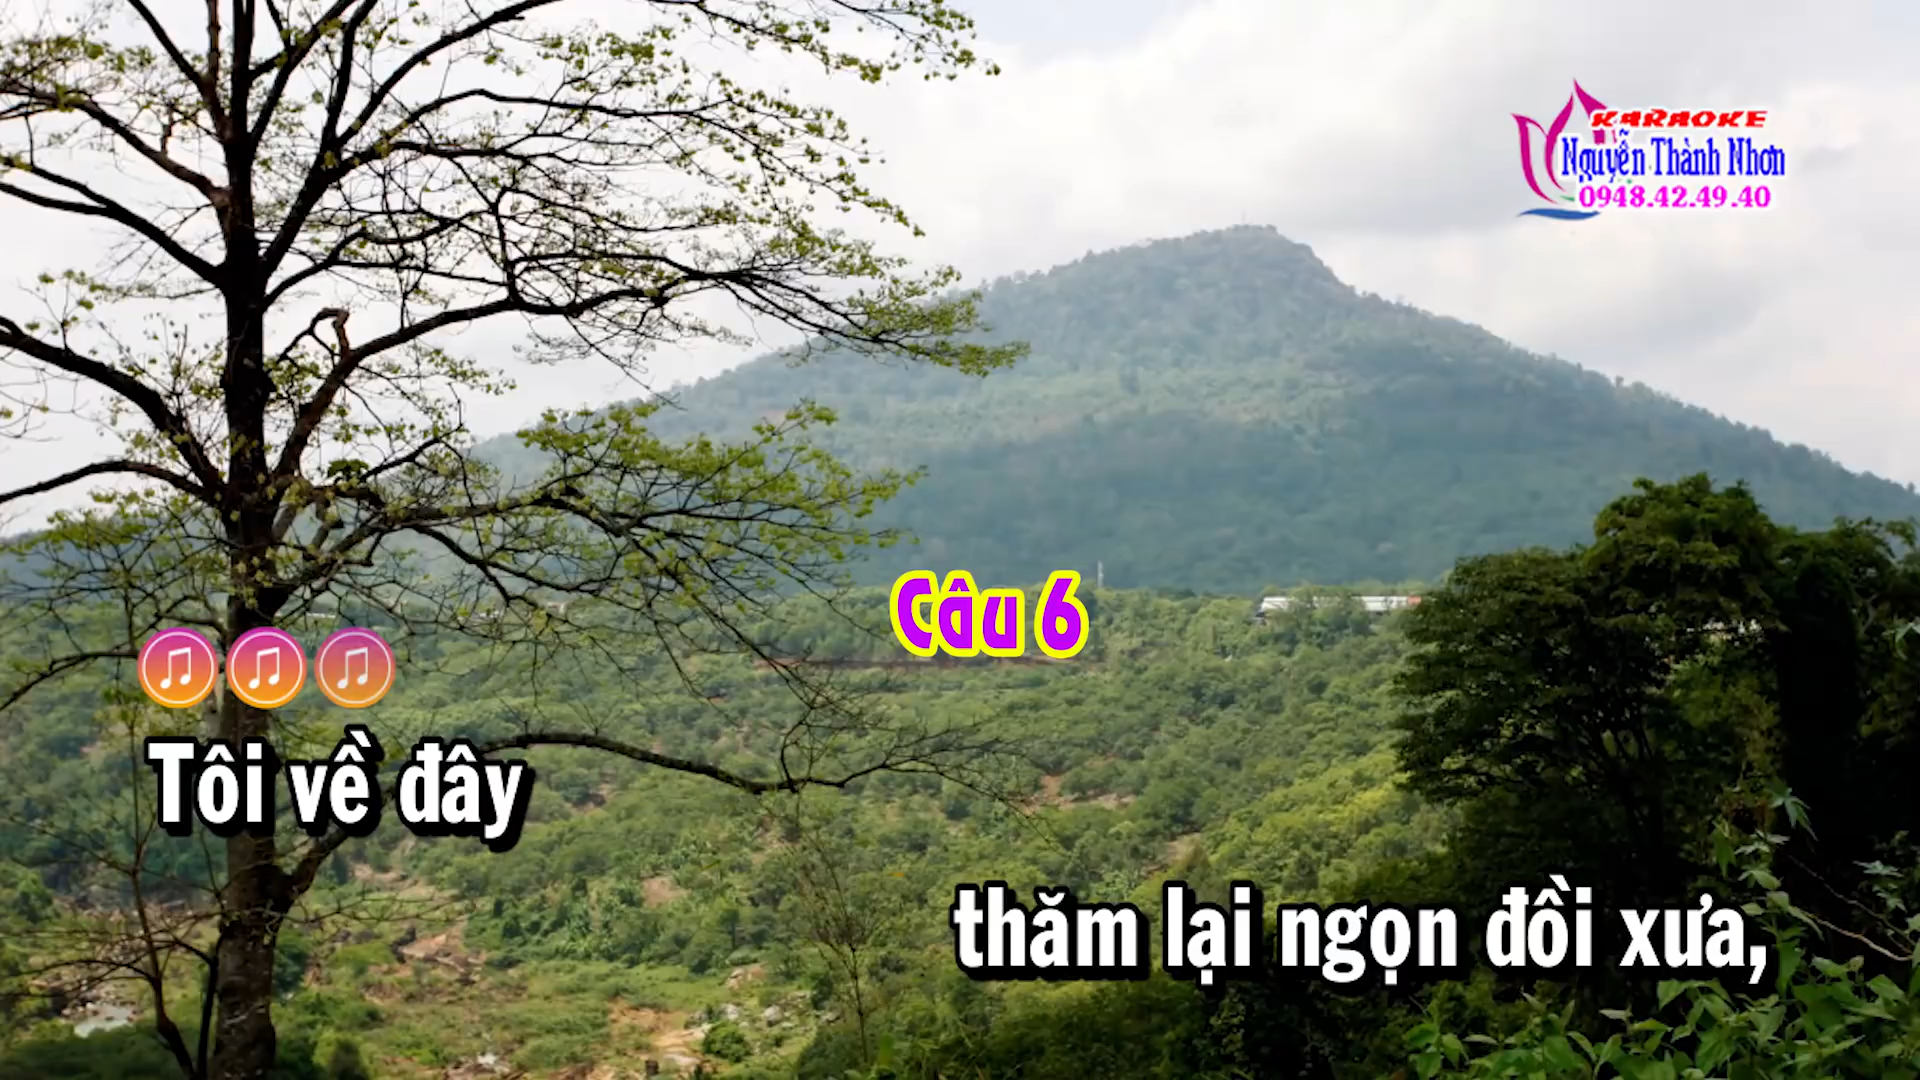 KARAOKE
Nguyễn Thành Nhơn
0948.42.49.40
Câu 6
Tôi về đây
thăm lại ngọn đồi xưa,